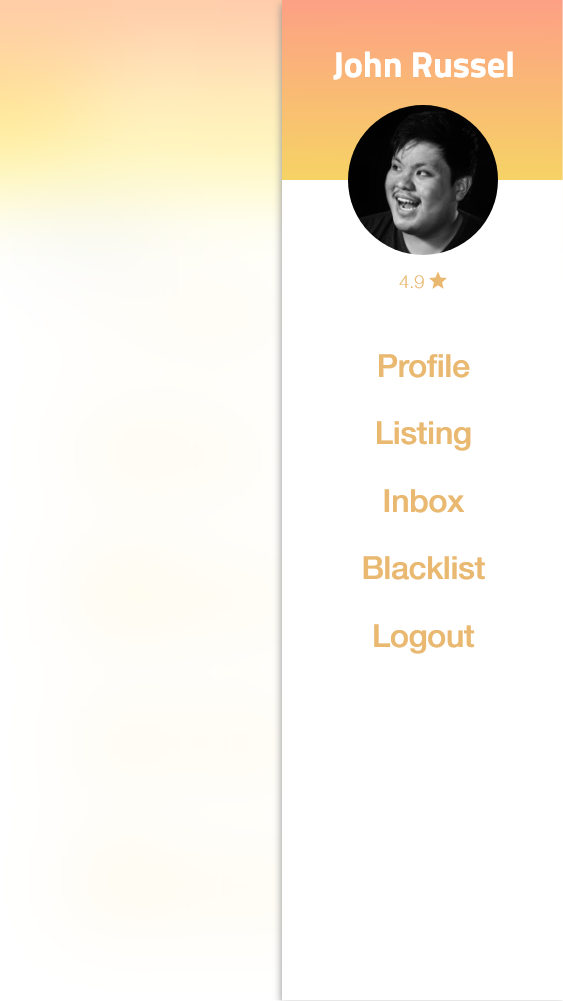 John Russel
4.9 ★
Profile
Listing
Inbox
Blacklist
Logout